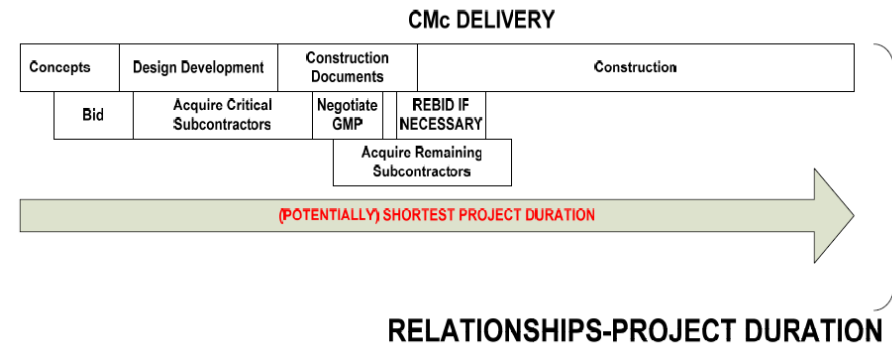 CMc DELIVERY
Concepts
Design Development
Construction
Documents
Construction
Bid
Acquire Critical
Subcontractors
Negotiate
GMP
REBID IF
NECESSARY
Acquire Remaining
Subcontractors
(POTENTIALLY) SHORTEST PROJECT DURATION
RELATIONSHIPS-PROJECT DURATION